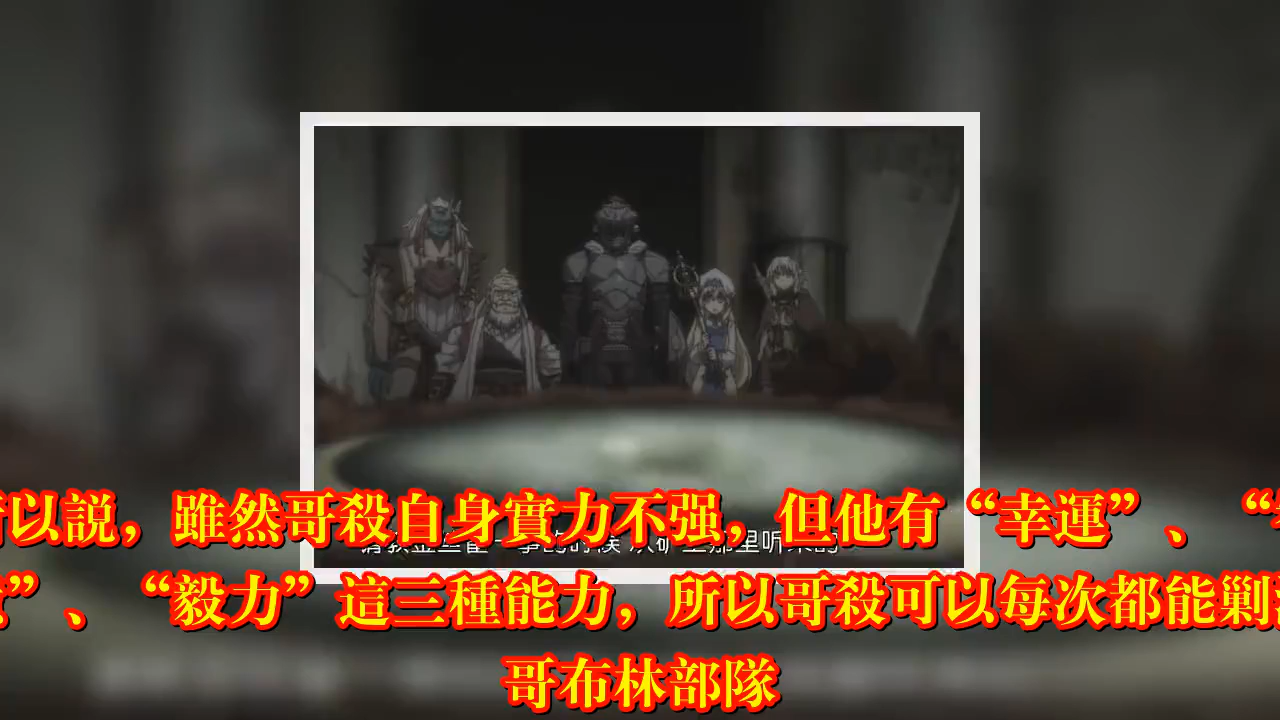 以説，雖然哥殺自身實力不强，但他有“幸運”、“
”、“毅力”這三種能力，所以哥殺可以每次都能剿
哥布林部隊